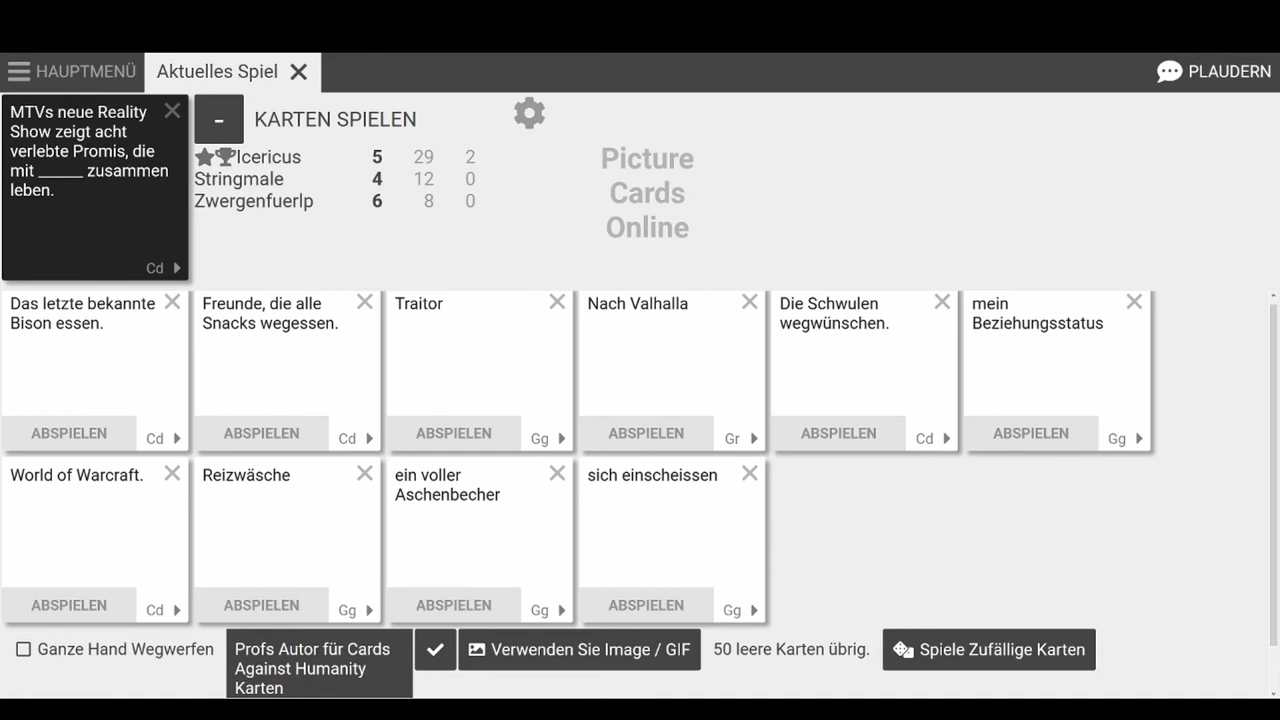 HAUPTMENÜ
Aktuelles Spiel
PLAUDERN
MTVs neue Reality
Show zeigt acht
verlebte Promis, die
mit _____ zusammen
leben.
Cd
-
KARTEN SPIELEN
Icericus 5 29 2
Stringmale 4 12 0
Zwergenfuerlp 6 8 0
Picture
Cards
Online
Das letzte bekannte
Bison essen.
ABSPIELEN
Cd
Freunde, die alle
Snacks wegessen.
ABSPIELEN
Cd
Traitor
ABSPIELEN
Gg
Nach Valhalla
ABSPIELEN
Gr
Die Schwulen
wegwünschen.
ABSPIELEN
Cd
mein
Beziehungsstatus
ABSPIELEN
Gg
World of Warcraft.
ABSPIELEN
Cd
Reizwäsche
ABSPIELEN
Gg
ein voller
Aschenbecher
ABSPIELEN
Gg
sich einscheissen
ABSPIELEN
Gg
Ganze Hand Wegwerfen
Profs Autor für Cards
Against Humanity
Karten
Verwenden Sie Image / GIF
50 leere Karten übrig.
Spiele Zufällige Karten